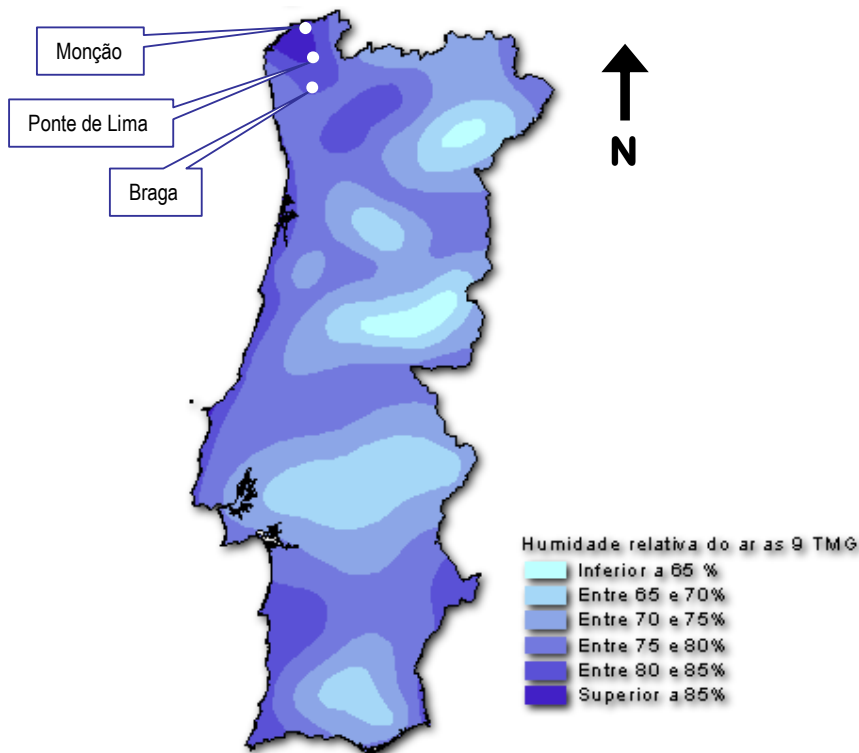 Monção
Ponte de Lima
Braga
N
Humidade relativa do ar as 9 TMG
Inferior a 65 %
Entre 65 e 70%
Entre 70 e 75%
Entre 75 e 80%
Entre 80 e 85%
Superior a 85%